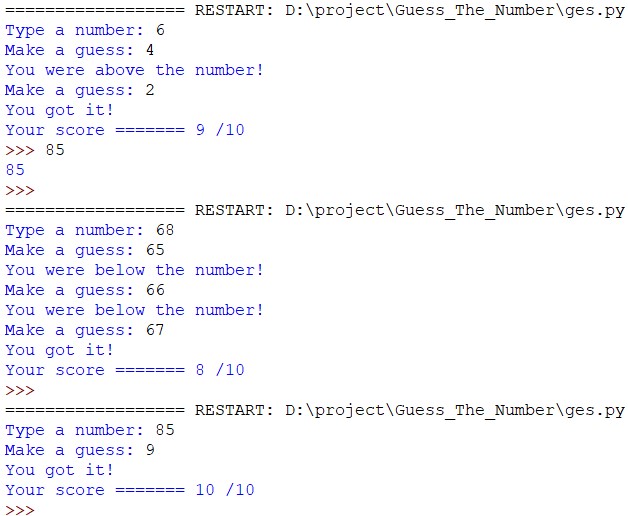 ================== RESTART: D:\project\Guess_The_Number\ges.py
Type a number: 6
Make a guess: 4
You were above the number!
Make a guess: 2
You got it!
Your score ======= 9 /10
>>> 85
85
>>>
================== RESTART: D:\project\Guess_The_Number\ges.py
Type a number: 68
Make a guess: 65
You were below the number!
Make a guess: 66
You were below the number!
Make a guess: 67
You got it!
Your score ======= 8 /10
>>>
================== RESTART: D:\project\Guess_The_Number\ges.py
Type a number: 85
Make a guess: 9
You got it!
Your score ======= 10 /10
>>>